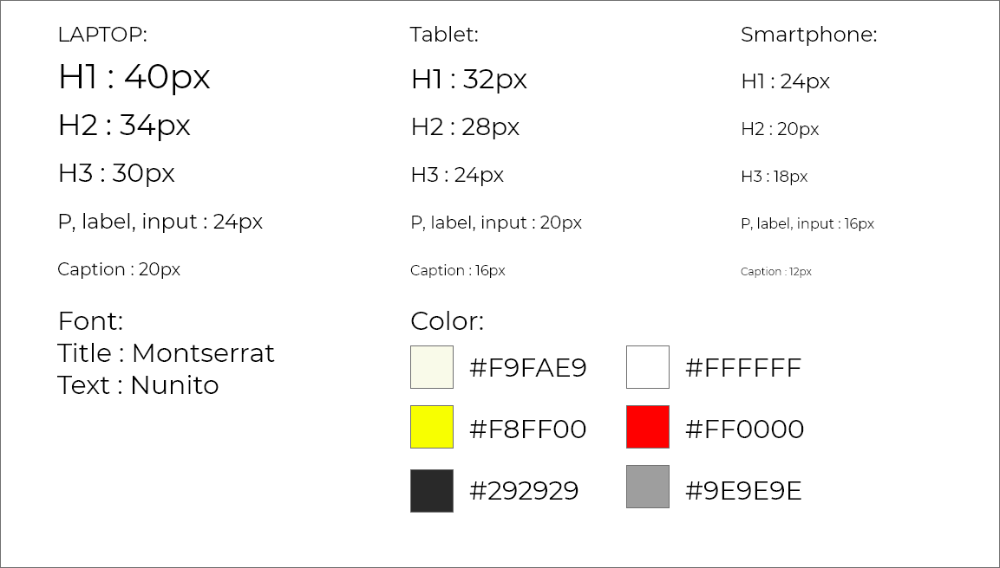 LAPTOP:
H1 : 40px
H2 : 34px
H3 : 30px
P, label, input : 24px
Caption : 20px
Tablet:
H1 : 32px
H2 : 28px
H3 : 24px
P, label, input : 20px
Caption : 16px
Smartphone:
H1 : 24px
H2 : 20px
H3 : 18px
P, label, input : 16px
Caption : 12px
Font:
Title : Montserrat
Text : Nunito
Color:
#F9FAE9
#FFFFFF
#F8FF00
#FF0000
#292929
#9E9E9E